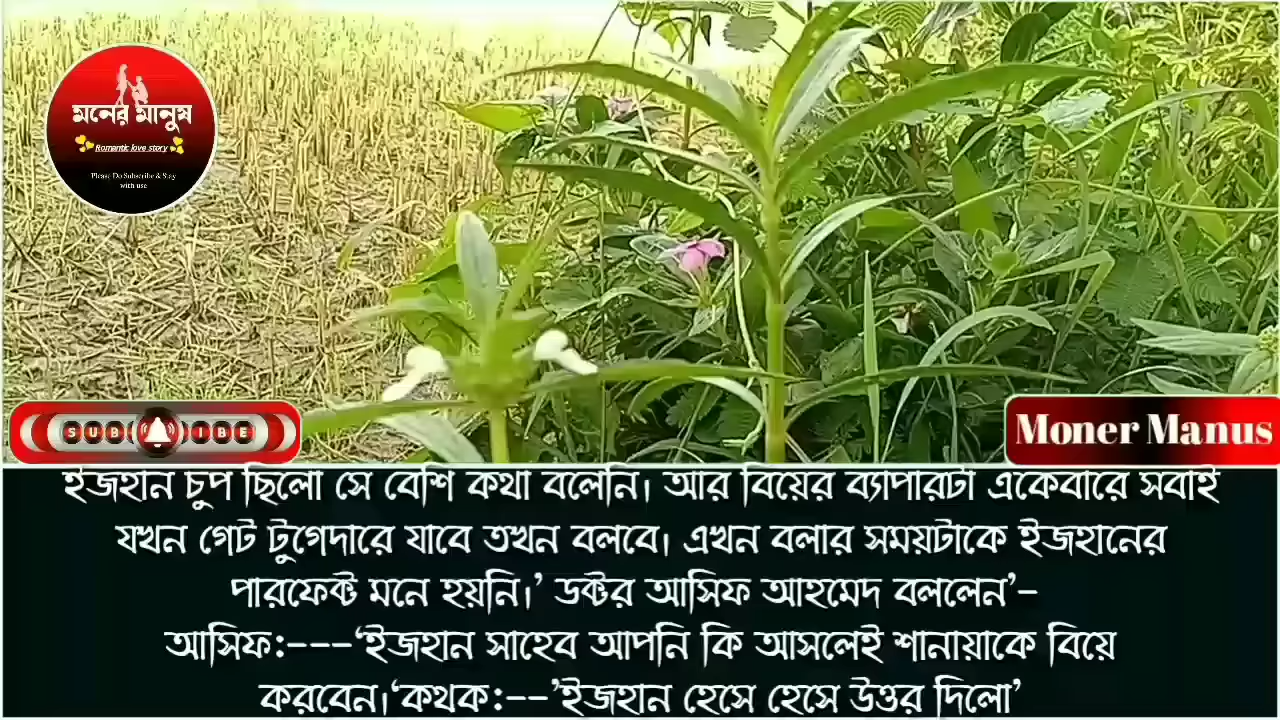 মনের মানুষ
Romantic love story
Please Do Subscribe & Stay
with use
SUBSCRIBE
Moner Manus
ইজহান চুপ ছিলো সে বেশি কথা বলেনি। আর বিয়ের ব্যাপারটা একেবারে সবাই
যখন গেট টুগেদারে যাবে তখন বলবে। এখন বলার সময়টাকে ইজহানের
পারফেক্ট মনে হয়নি।’ ডক্টর আসিফ আহমেদ বললেন’-
আসিফ:---‘ইজহান সাহেব আপনি কি আসলেই শানায়াকে বিয়ে
করবেন।‘কথক:--’ইজহান হেসে হেসে উত্তর দিলো’